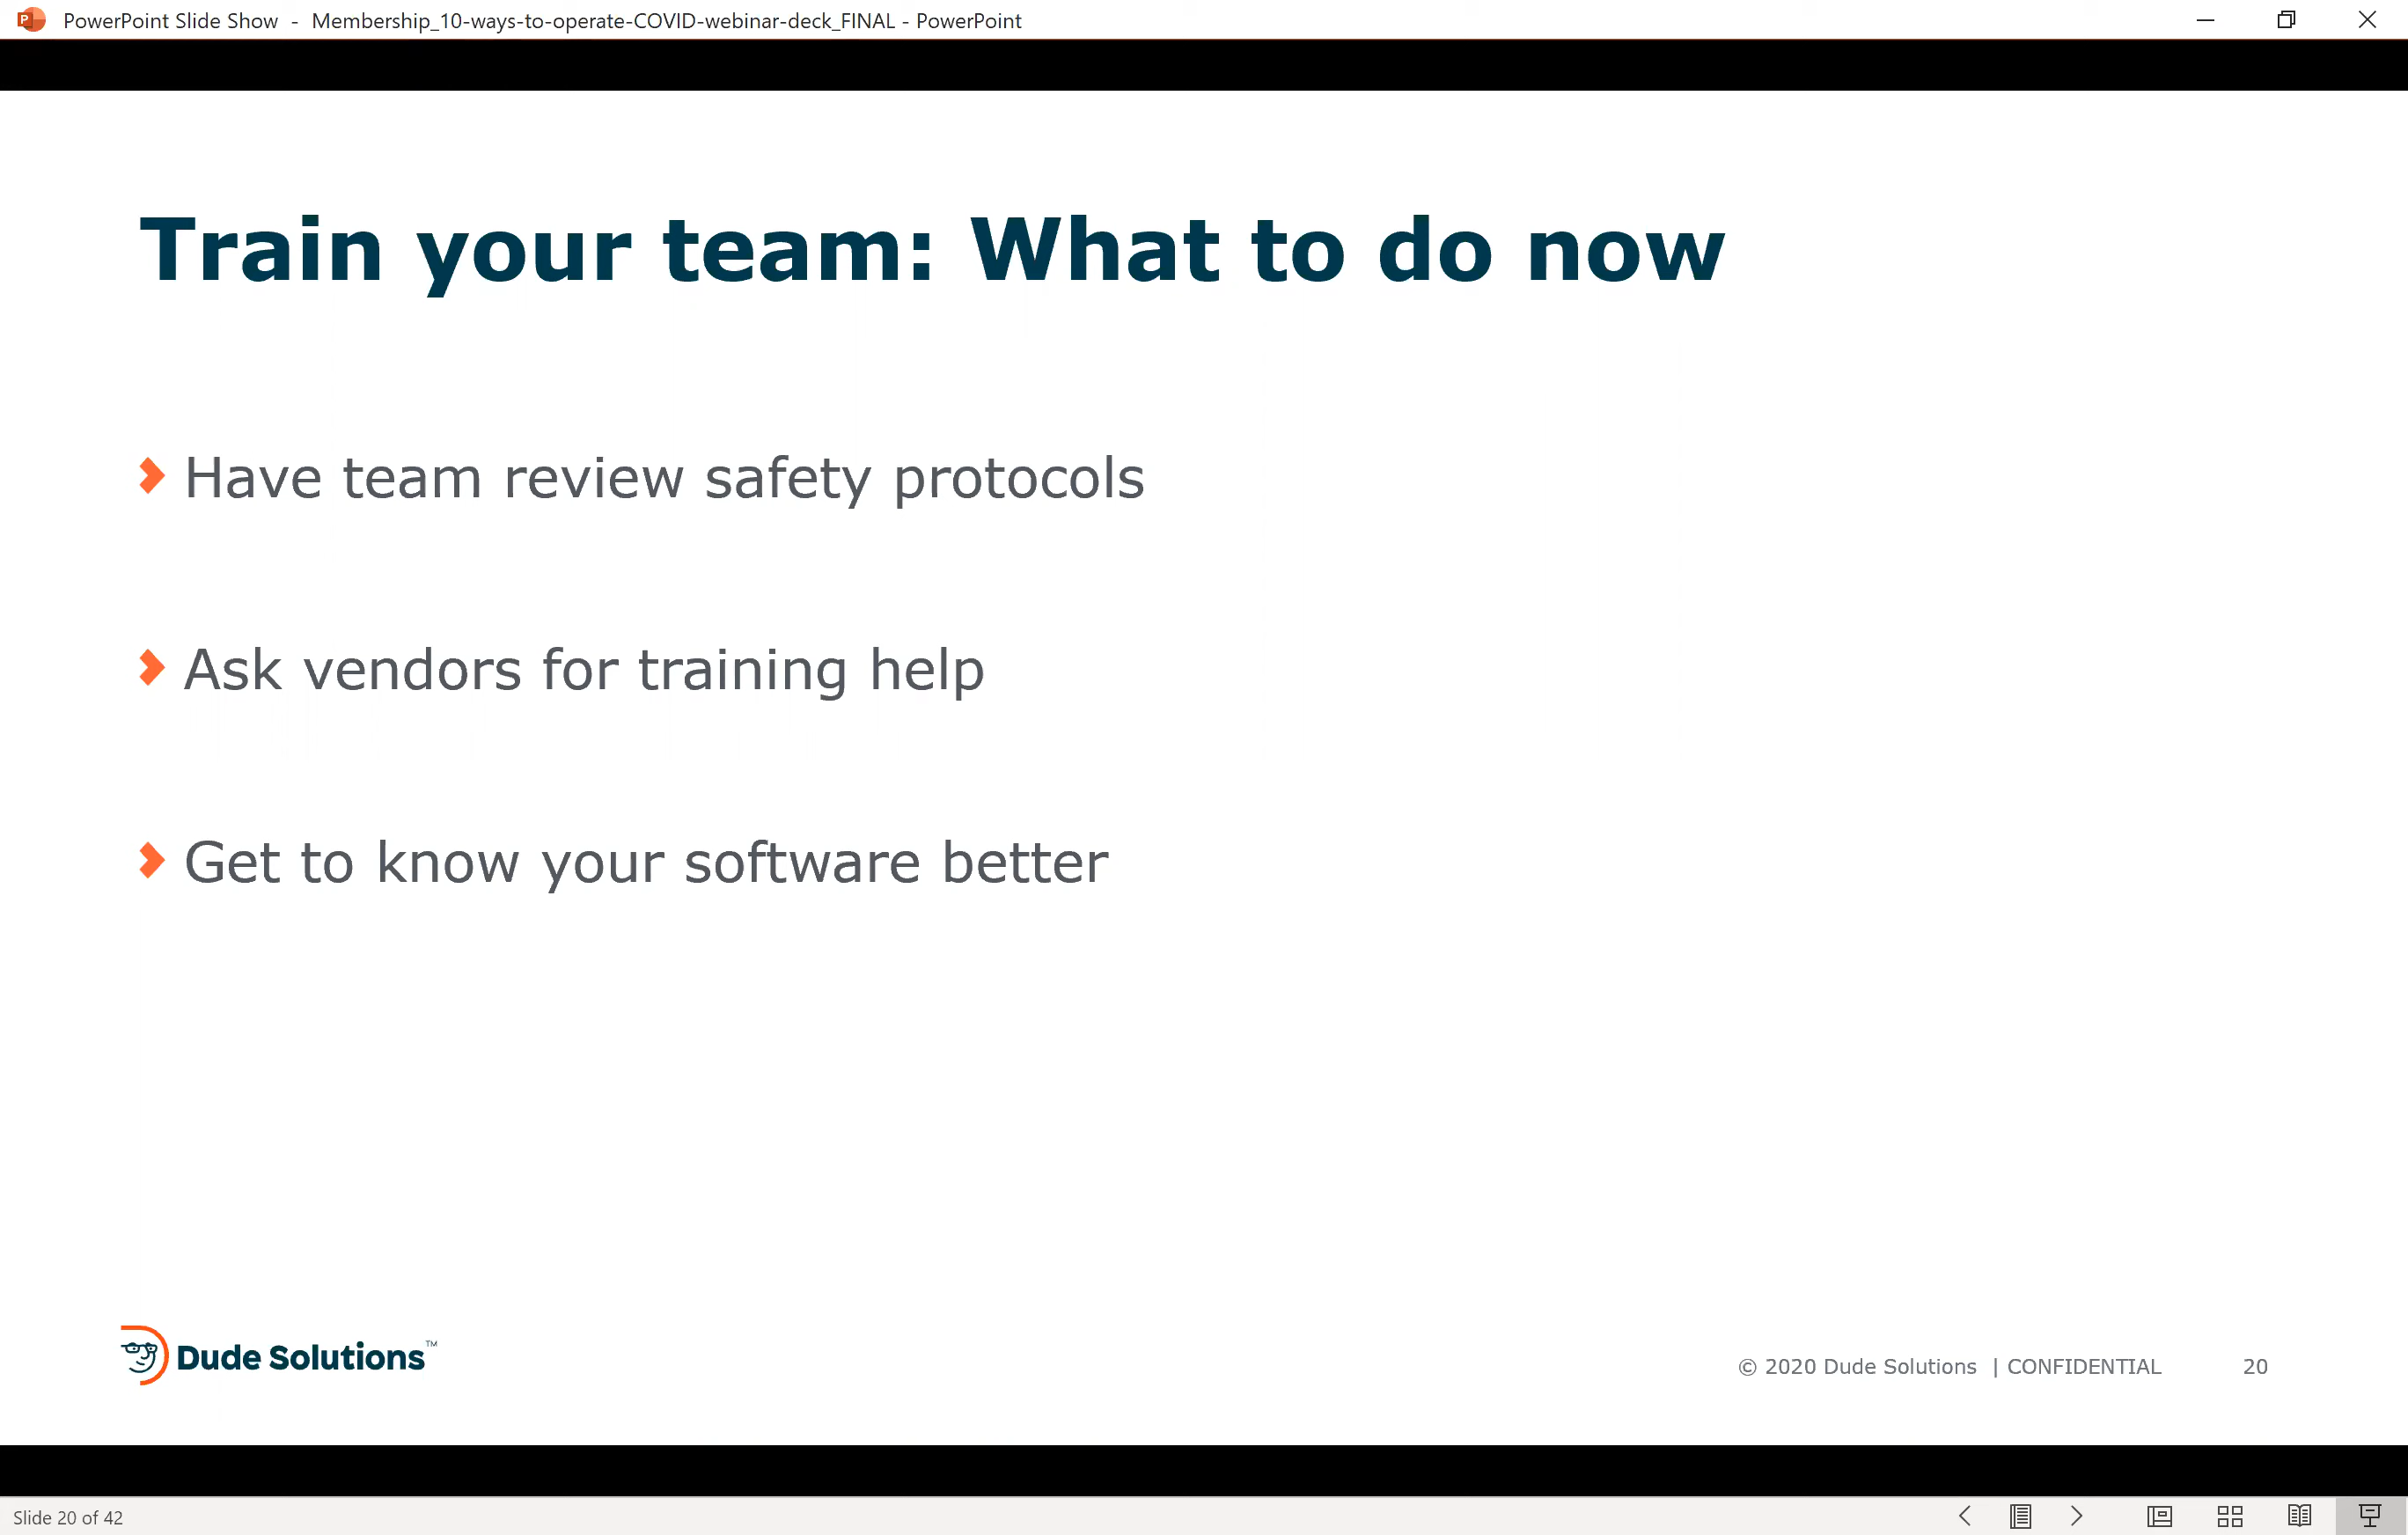 PowerPoint Slide Show - Membership_10-ways-to-operate-COVID-webinar-deck_FINAL - PowerPoint
Train your team: What to do now
Have team review safety protocols
Ask vendors for training help
Get to know your software better
Dude Solutions™
© 2020 Dude Solutions | CONFIDENTIAL 20
Slide 20 of 42